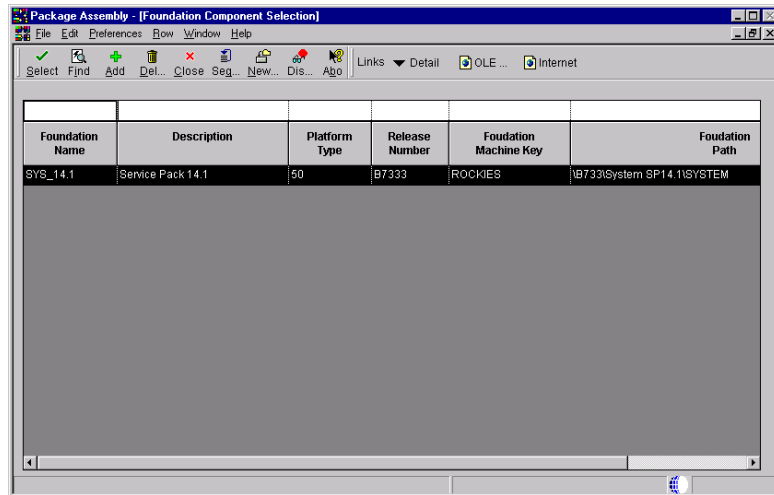 Package Assembly - [Foundation Component Selection]
File Edit Preferences Row Window Help
Select Find Add Del... Close Seg... New... Dis... Abo Links Detail OLE ... Internet
Foundation Name Description Platform Type Release Number Foudation Machine Key Foudation Path
SYS_14.1 Service Pack 14.1 50 B7333 ROCKIES \B733\System SP14.1\SYSTEM